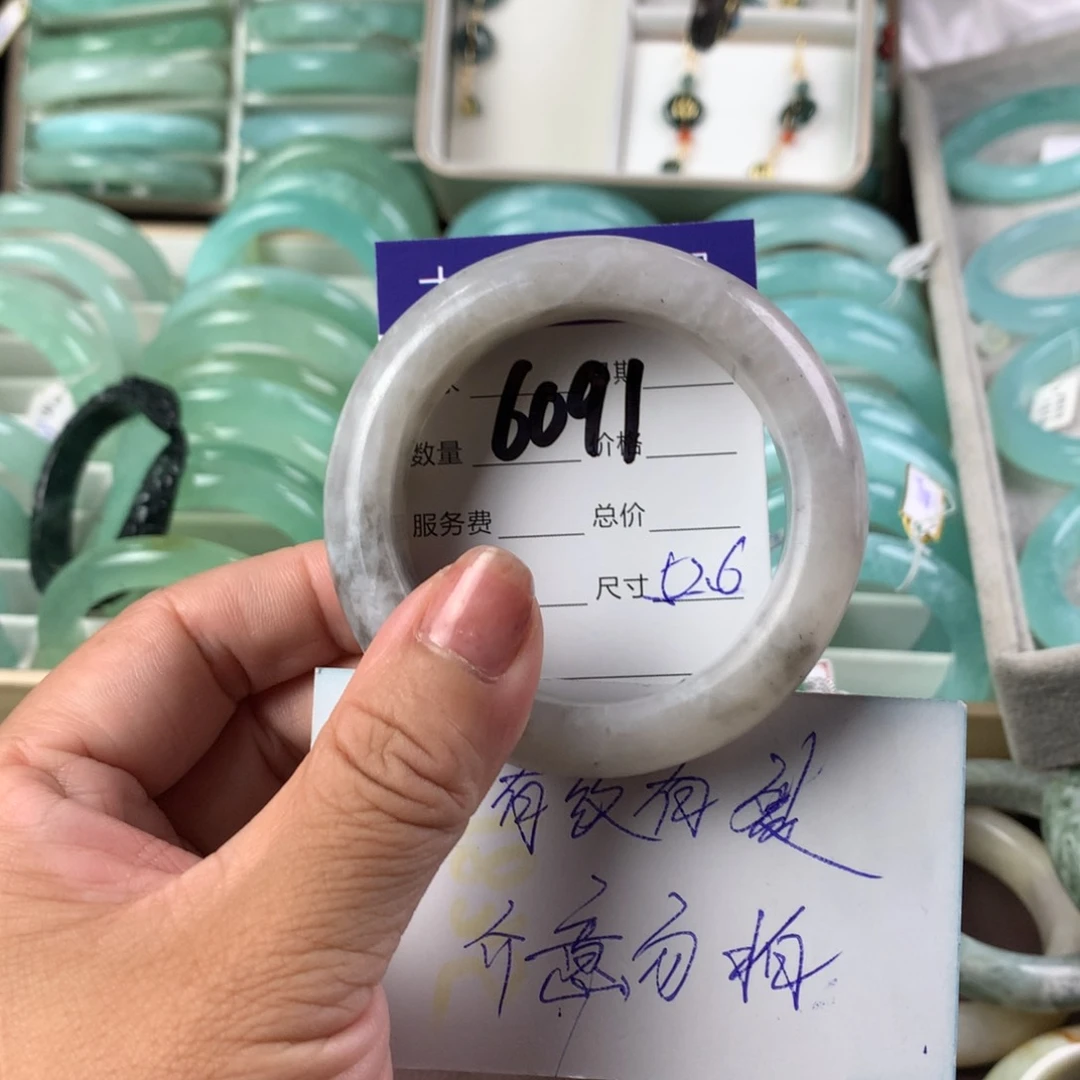 6091
期
数量 价格
服务费 总价
尺寸 52.6
有纹有裂
介意勿拍